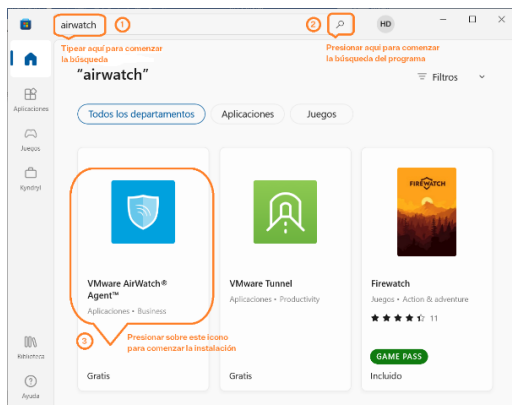 airwatch
1
2
HD
Tipear aquí para comenzar
la búsqueda
Presionar aqui para comenzar
la búsqueda del programa
"airwatch"
Filtros
Aplicaciones
Juegos
Kyndryl
Todos los departamentos
Aplicaciones
Juegos
FIREWATCH
VMware AirWatch®
Agent™
Aplicaciones • Business
VMware Tunnel
Aplicaciones • Productivity
Firewatch
Juegos • Action & adventure
11
3
Presionar sobre este ícono
para comenzar la instalación
GAME PASS
Gratis
Gratis
Incluido
Biblioteca
Ayuda